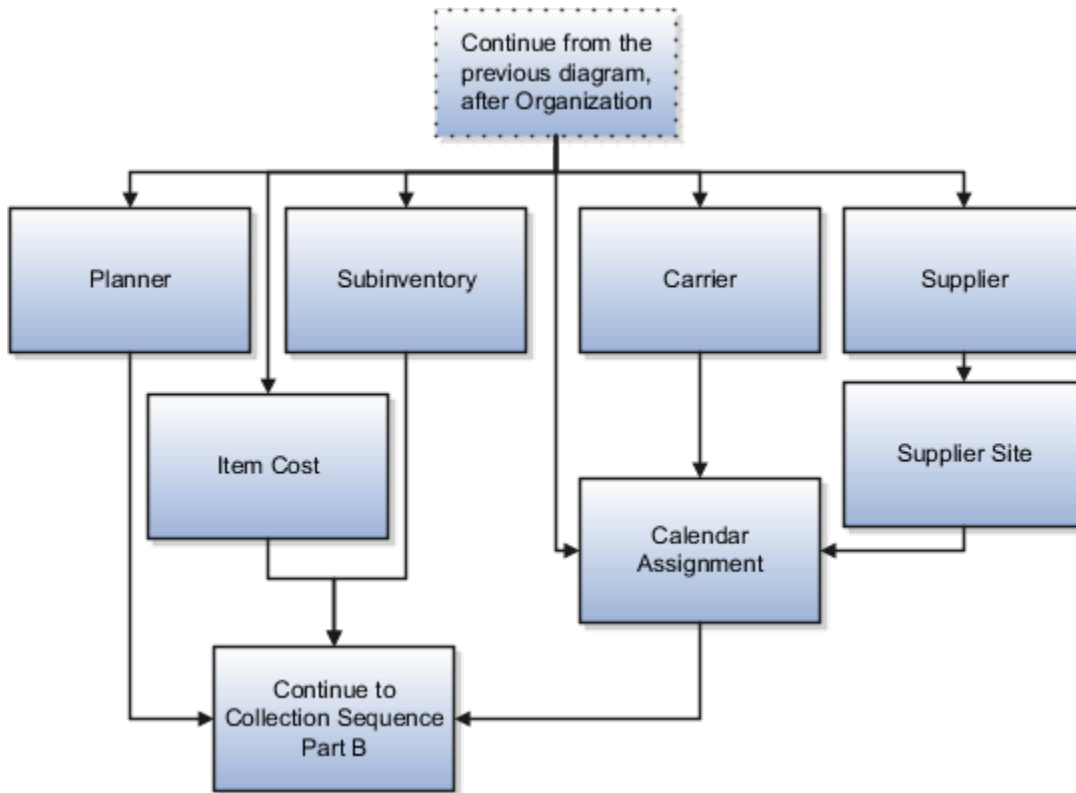 Continue from the
previous diagram,
after Organization
Planner
Subinventory
Carrier
Supplier
Item Cost
Supplier Site
Calendar
Assignment
Continue to
Collection Sequence
Part B